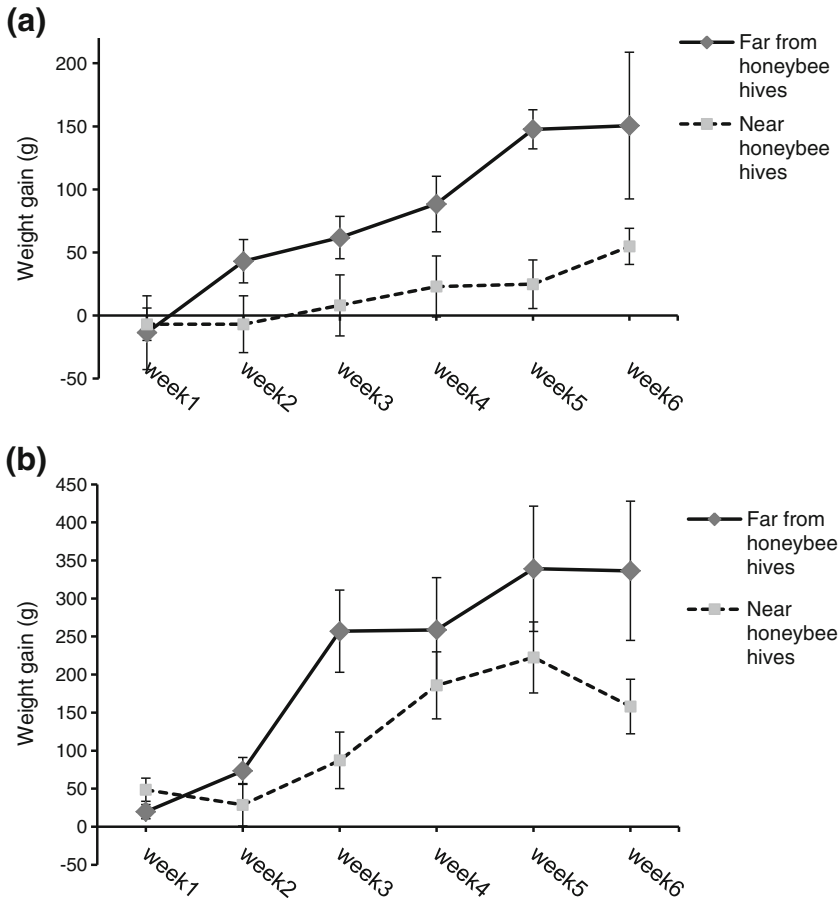 (a)
Weight gain (g)
200
150
100
50
0
-50
week1
week2
week3
week4
week5
week6
Far from
honeybee
hives
Near
honeybee
hives
(b)
Weight gain (g)
450
400
350
300
250
200
150
100
50
0
-50
week1
week2
week3
week4
week5
week6
Far from
honeybee
hives
Near
honeybee
hives